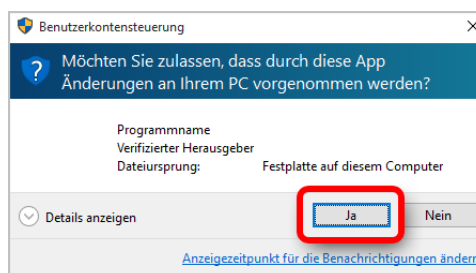 Benutzerkontensteuerung
Möchten Sie zulassen, dass durch diese App
Änderungen an Ihrem PC vorgenommen werden?
Programmname
Verifizierter Herausgeber
Dateiursprung: Festplatte auf diesem Computer
Details anzeigen Ja Nein
Anzeigezeitpunkt für die Benachrichtigungen ändern